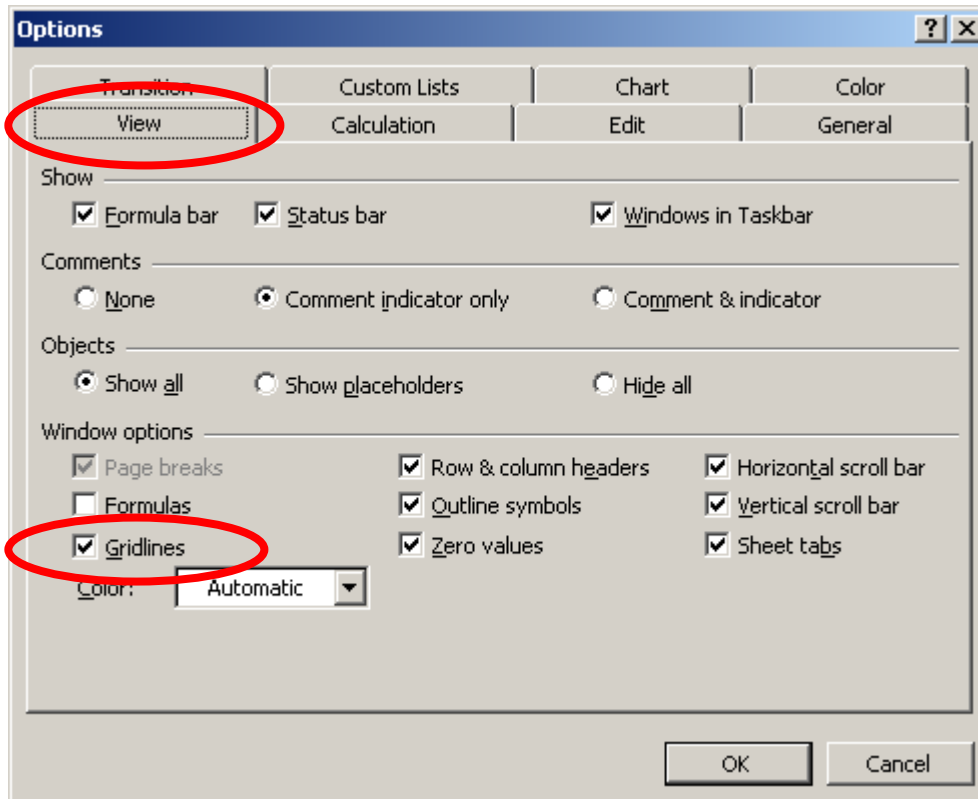 Options
Transition Custom Lists Chart Color
View Calculation Edit General
Show
Formula bar Status bar Windows in Taskbar
Comments
None Comment indicator only Comment & indicator
Objects
Show all Show placeholders Hide all
Window options
Page breaks Row & column headers Horizontal scroll bar
Formulas Outline symbols Vertical scroll bar
Gridlines Zero values Sheet tabs
Color: Automatic
OK Cancel